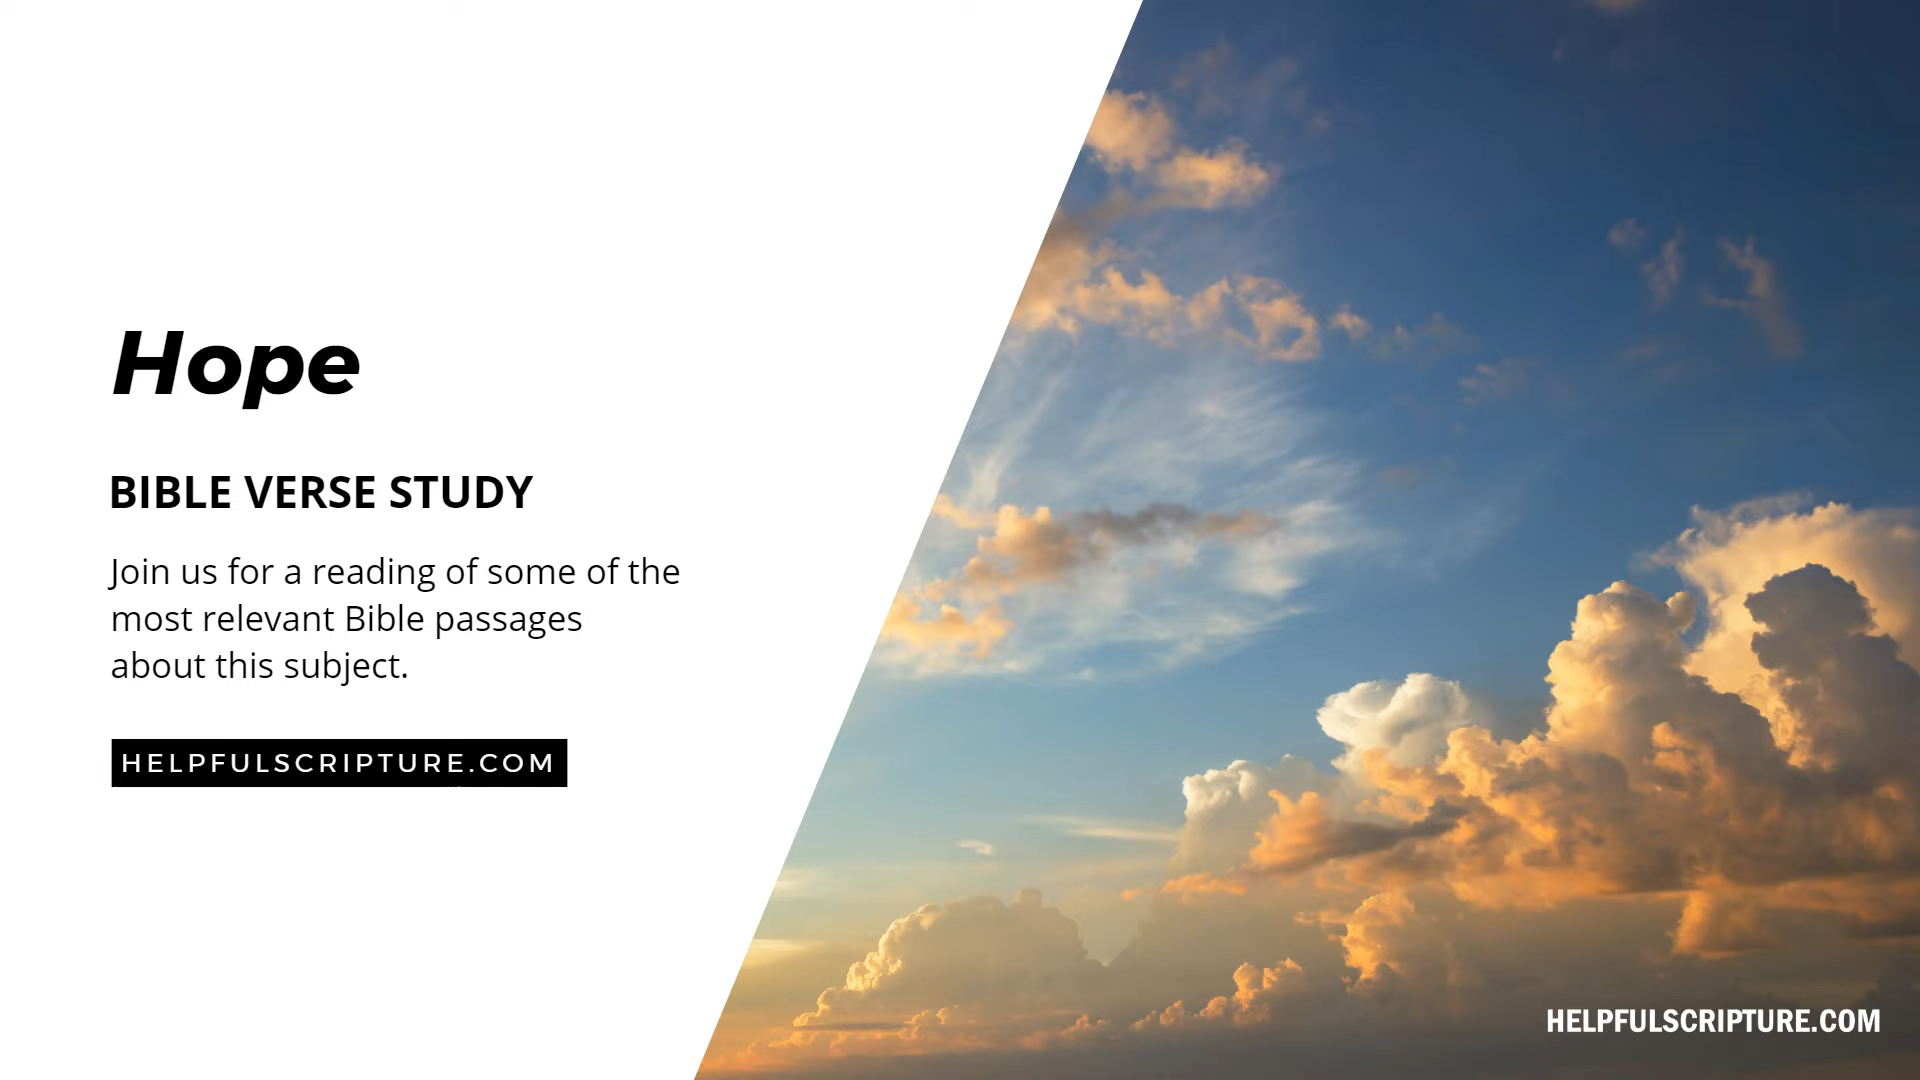 Hope
BIBLE VERSE STUDY
Join us for a reading of some of the
most relevant Bible passages
about this subject.
HELPFULSCRIPTURE.COM
HELPFULSCRIPTURE.COM